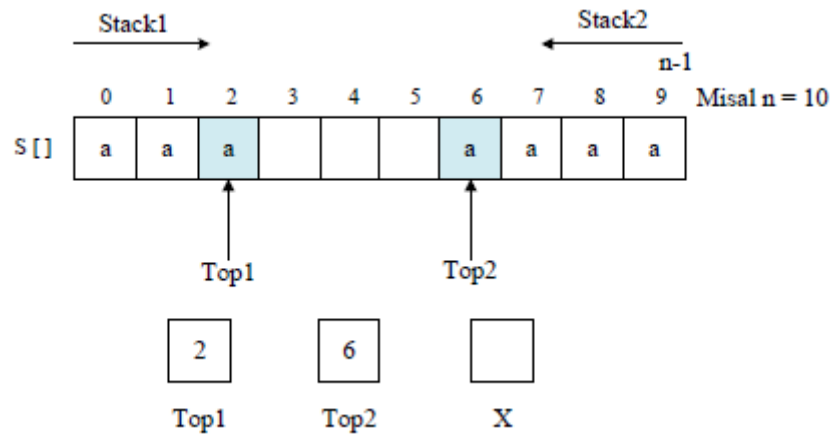 Stack1 Stack2
n-1
0 1 2 3 4 5 6 7 8 9 Misal n = 10
S [ ] a a a a a a a
Top1 Top2
2 6
Top1 Top2 X